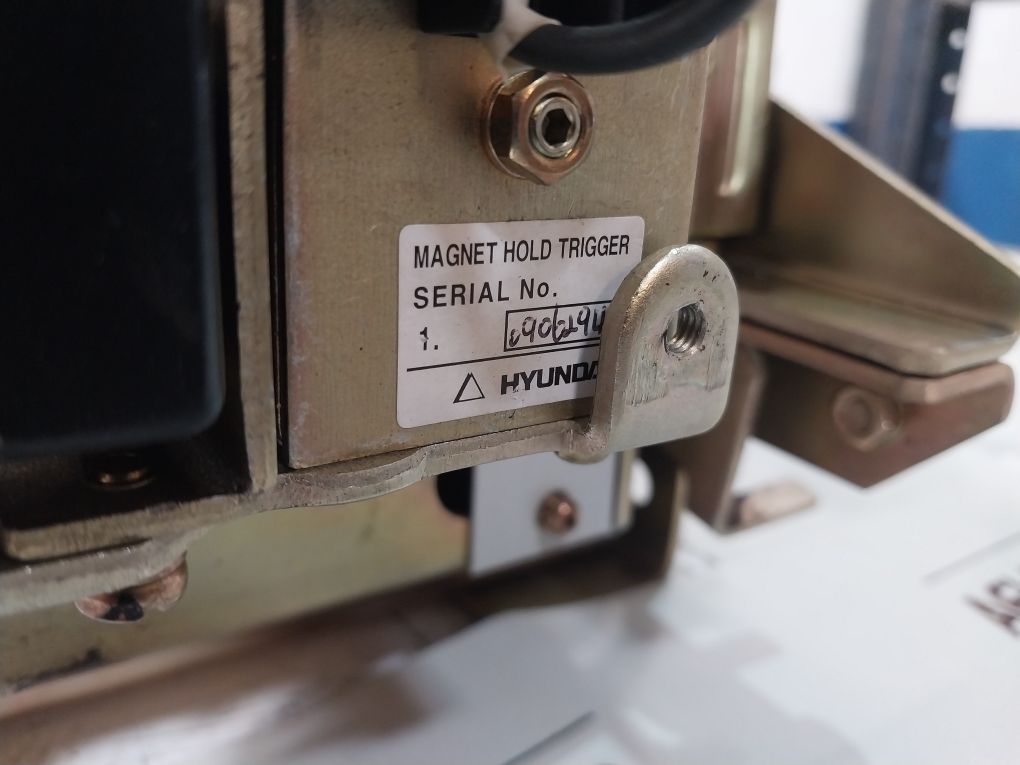 MAGNET HOLD TRIGGER
SERIAL No.
1.
HYUNDA